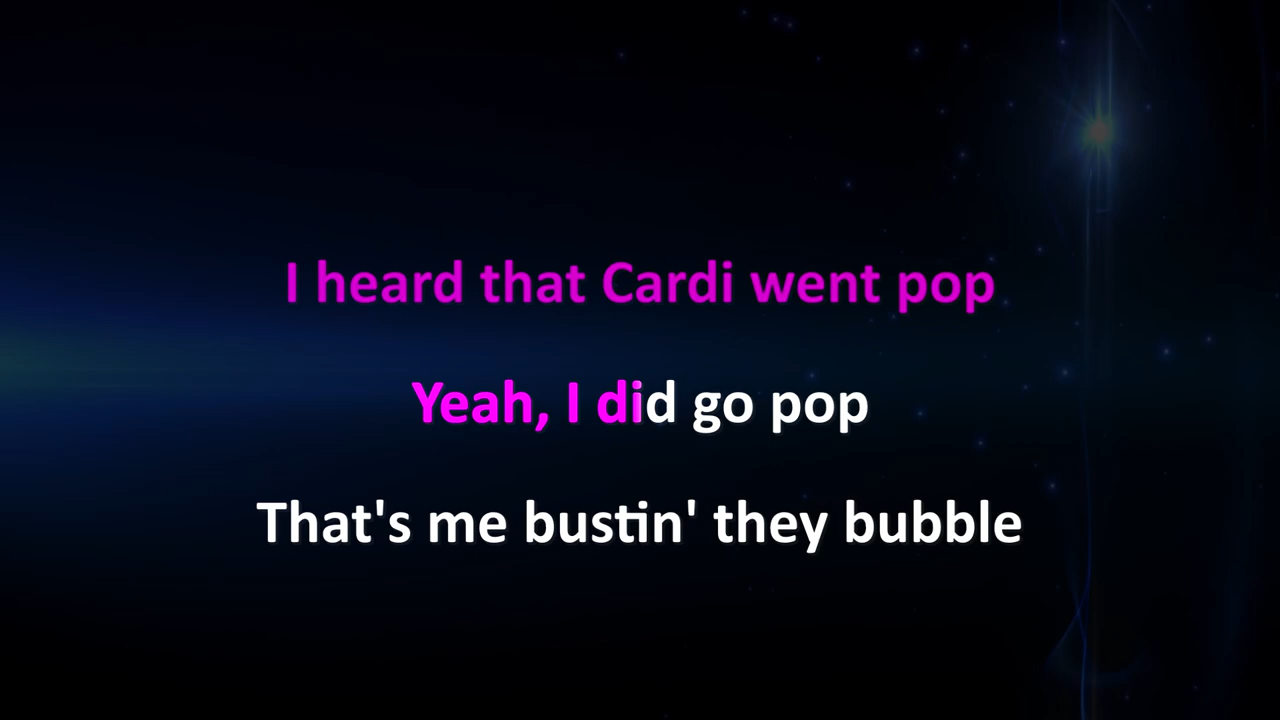 I heard that Cardi went pop
Yeah, I did go pop
That's me bustin' they bubble